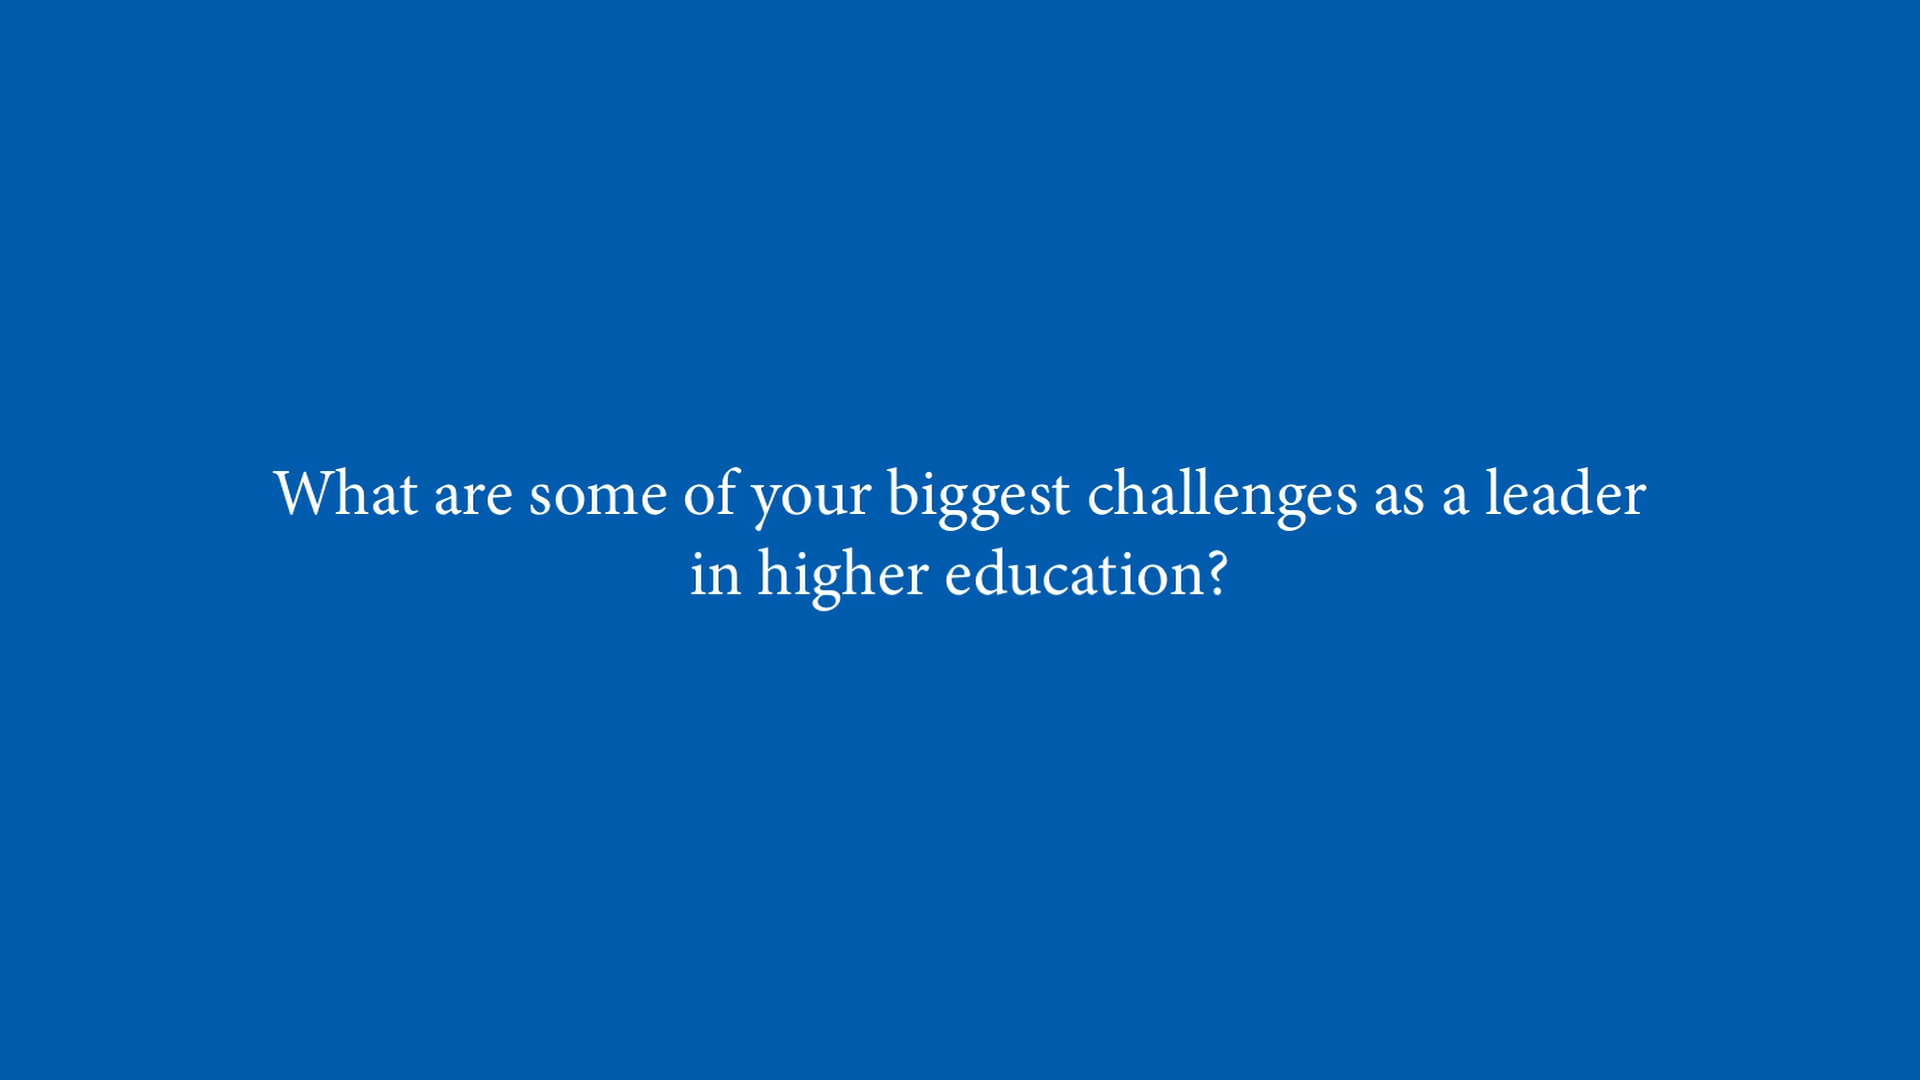 What are some of your biggest challenges as a leader
in higher education?